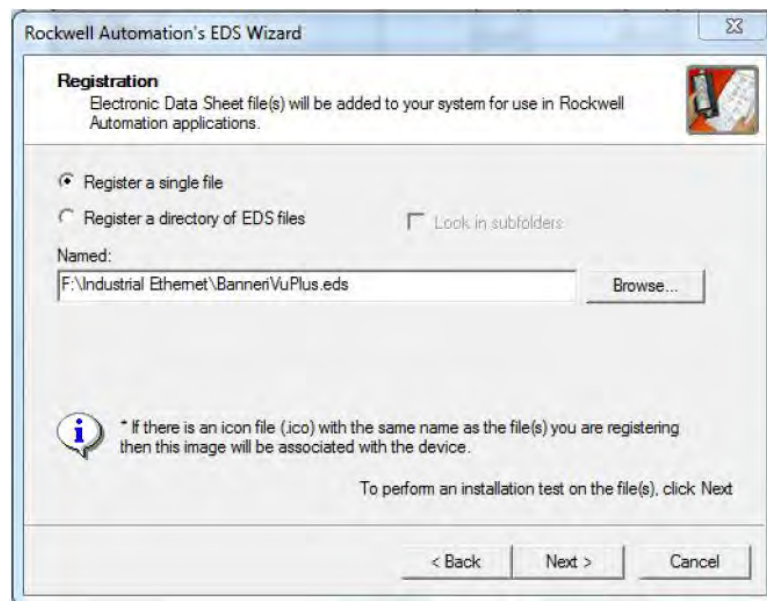 Rockwell Automation's EDS Wizard
Registration
Electronic Data Sheet file(s) will be added to your system for use in Rockwell
Automation applications.
Register a single file
Register a directory of EDS files
Look in subfolders
Named:
F:\Industrial Ethernet\BanneriVuPlus.eds
Browse...
* If there is an icon file (.ico) with the same name as the file(s) you are registering
then this image will be associated with the device.
To perform an installation test on the file(s), click Next
< Back
Next >
Cancel